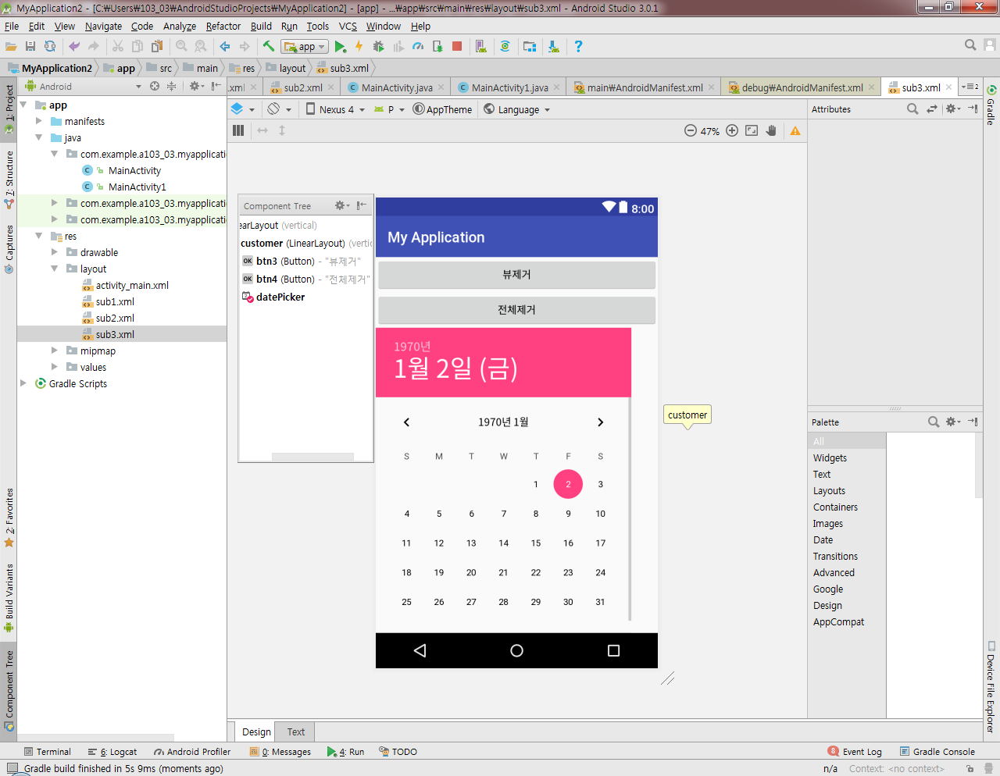 MyApplication2 - [C:₩Users₩103_03₩AndroidStudioProjects₩MyApplication2] - [app] - ...₩app₩src₩main₩res₩layout₩sub3.xml - Android Studio 3.0.1
File Edit View Navigate Code Analyze Refactor Build Run Tools VCS Window Help
app
MyApplication2 app src main res layout sub3.xml
Android
.xml sub2.xml MainActivity.java MainActivity1.java main₩AndroidManifest.xml debug₩AndroidManifest.xml sub3.xml 2
1: Project
7: Structure
Captures
2: Favorites
Build Variants
Component Tree
app
manifests
java
com.example.a103_03.myapplicati
MainActivity
MainActivity1
com.example.a103_03.myapplicati
com.example.a103_03.myapplicati
res
drawable
layout
activity_main.xml
sub1.xml
sub2.xml
sub3.xml
mipmap
values
Gradle Scripts
Nexus 4 P AppTheme Language
47%
Component Tree
earLayout (vertical)
customer (LinearLayout) (vertic
OK btn3 (Button) - "뷰제거"
OK btn4 (Button) - "전체제거"
datePicker
8:00
My Application
뷰제거
전체제거
1970년
1월 2일 (금)
1970년 1월
S M T W T F S
1 2 3
4 5 6 7 8 9 10
11 12 13 14 15 16 17
18 19 20 21 22 23 24
25 26 27 28 29 30 31
customer
Attributes
Palette
All
Widgets
Text
Layouts
Containers
Images
Date
Transitions
Advanced
Google
Design
AppCompat
Gradle
Device File Explorer
Design Text
Terminal 6: Logcat Android Profiler 0: Messages 4: Run TODO 8 Event Log Gradle Console
Gradle build finished in 5s 9ms (moments ago) n/a Context: <no context>